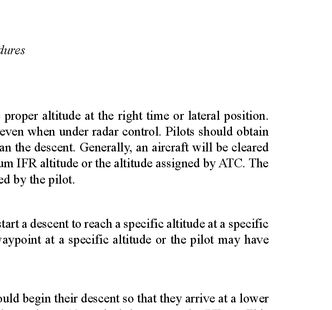 dures
proper altitude at the right time or lateral position.
even when under radar control. Pilots should obtain
an the descent. Generally, an aircraft will be cleared
um IFR altitude or the altitude assigned by ATC. The
ed by the pilot.
tart a descent to reach a specific altitude at a specific
waypoint at a specific altitude or the pilot may have
ould begin their descent so that they arrive at a lower